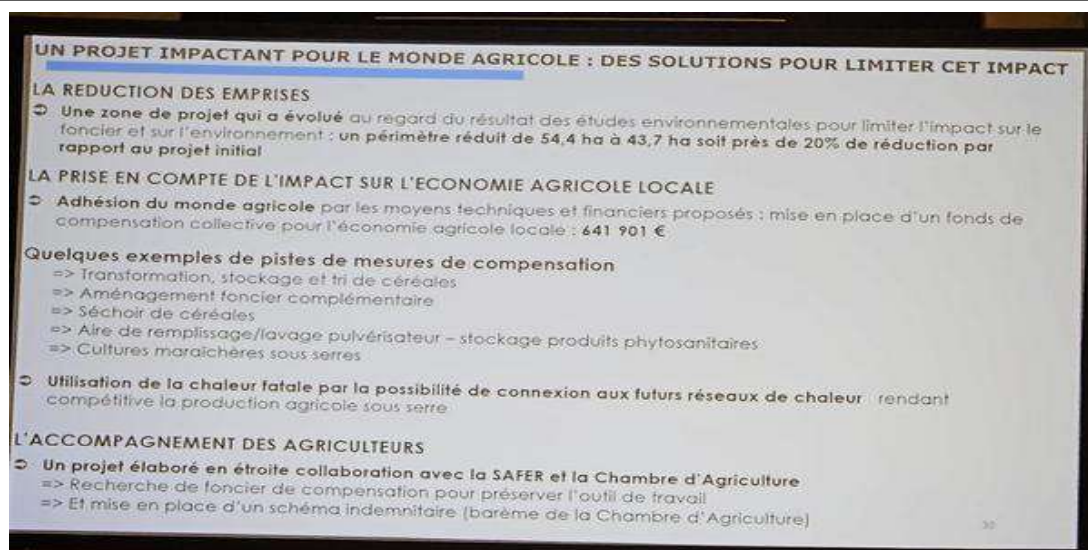 UN PROJET IMPACTANT POUR LE MONDE AGRICOLE : DES SOLUTIONS POUR LIMITER CET IMPACT
LA REDUCTION DES EMPRISES
➲ Une zone de projet qui a évolué au regard du résultat des études environnementales pour limiter l'impact sur le
foncier et sur l'environnement : un périmètre réduit de 54,4 ha à 43,7 ha soit près de 20% de réduction par
rapport au projet initial
LA PRISE EN COMPTE DE L'IMPACT SUR L'ECONOMIE AGRICOLE LOCALE
➲ Adhésion du monde agricole par les moyens techniques et financiers proposés : mise en place d'un fonds de
compensation collective pour l'économie agricole locale : 641 901 €
Quelques exemples de pistes de mesures de compensation
=> Transformation, stockage et tri de céréales
=> Aménagement foncier complémentaire
=> Séchoir de céréales
=> Aire de remplissage/lavage pulvérisateur – stockage produits phytosanitaires
=> Cultures maraichères sous serres
➲ Utilisation de la chaleur fatale par la possibilité de connexion aux futurs réseaux de chaleur rendant
compétitive la production agricole sous serre
L'ACCOMPAGNEMENT DES AGRICULTEURS
➲ Un projet élaboré en étroite collaboration avec la SAFER et la Chambre d'Agriculture
=> Recherche de foncier de compensation pour préserver l'outil de travail
=> Et mise en place d'un schéma indemnitaire (barème de la Chambre d'Agriculture)